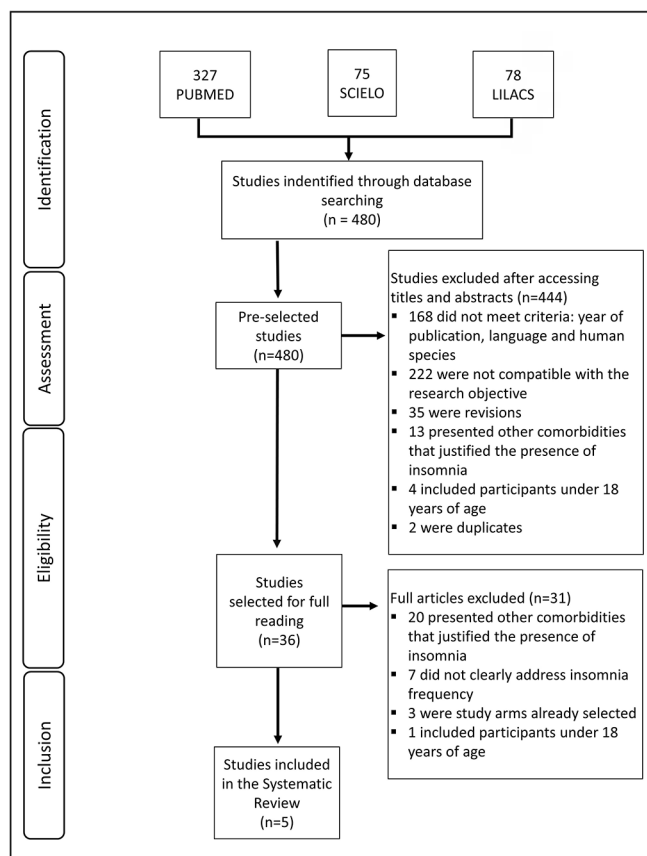 Identification
327
PUBMED
75
SCIELO
78
LILACS
Studies indentified through database
searching
(n = 480)
Assessment
Pre-selected
studies
(n=480)
Studies excluded after accessing
titles and abstracts (n=444)
▪ 168 did not meet criteria: year of
publication, language and human
species
▪ 222 were not compatible with the
research objective
▪ 35 were revisions
▪ 13 presented other comorbidities
that justified the presence of
insomnia
▪ 4 included participants under 18
years of age
▪ 2 were duplicates
Eligibility
Studies
selected for full
reading
(n=36)
Full articles excluded (n=31)
▪ 20 presented other comorbidities
that justified the presence of
insomnia
▪ 7 did not clearly address insomnia
frequency
▪ 3 were study arms already selected
▪ 1 included participants under 18
years of age
Inclusion
Studies included
in the Systematic
Review
(n=5)